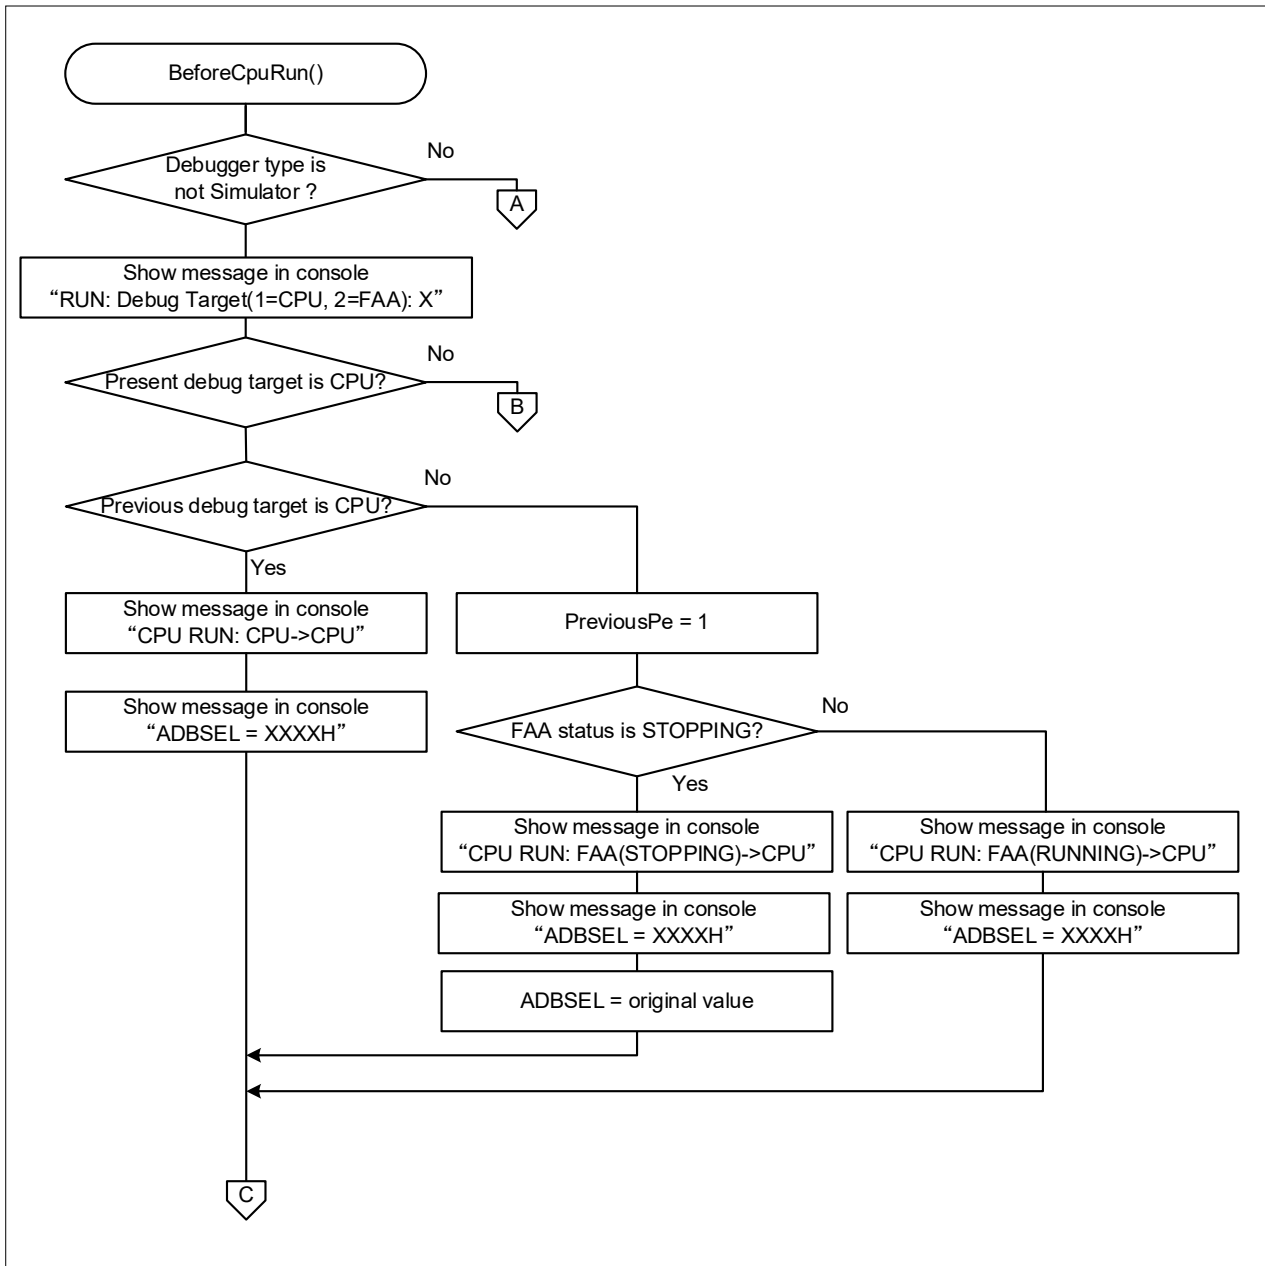 BeforeCpuRun()
Debugger type is
not Simulator ?
No
A
Show message in console
“RUN: Debug Target(1=CPU, 2=FAA): X”
Present debug target is CPU?
No
B
Previous debug target is CPU?
No
Yes
Show message in console
“CPU RUN: CPU->CPU”
PreviousPe = 1
Show message in console
“ADBSEL = XXXXH”
FAA status is STOPPING?
No
Yes
Show message in console
“CPU RUN: FAA(STOPPING)->CPU”
Show message in console
“CPU RUN: FAA(RUNNING)->CPU”
Show message in console
“ADBSEL = XXXXH”
Show message in console
“ADBSEL = XXXXH”
ADBSEL = original value
C